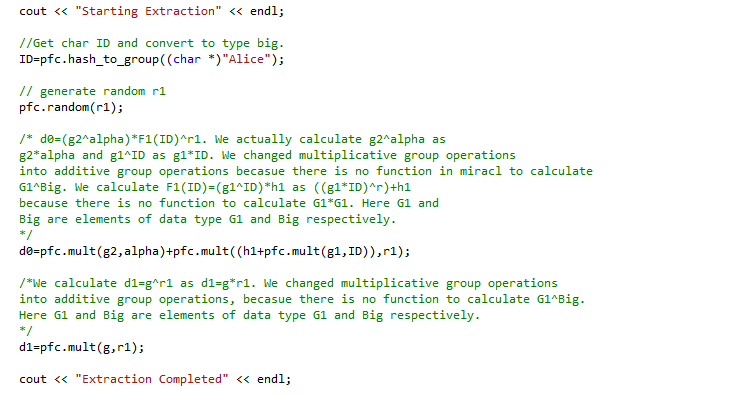 cout << "Starting Extraction" << endl;
//Get char ID and convert to type big.
ID=pfc.hash_to_group((char *)"Alice");
// generate random r1
pfc.random(r1);
/* d0=(g2^alpha)*F1(ID)^r1. We actually calculate g2^alpha as
g2*alpha and g1^ID as g1*ID. We changed multiplicative group operations
into additive group operations becasue there is no function in miracl to calculate
G1^Big. We calculate F1(ID)=(g1^ID)*h1 as ((g1*ID)^r)+h1
because there is no function to calculate G1*G1. Here G1 and
Big are elements of data type G1 and Big respectively.
*/
d0=pfc.mult(g2,alpha)+pfc.mult((h1+pfc.mult(g1,ID)),r1);
/*We calculate d1=g^r1 as d1=g*r1. We changed multiplicative group operations
into additive group operations, becasue there is no function to calculate G1^Big.
Here G1 and Big are elements of data type G1 and Big respectively.
*/
d1=pfc.mult(g,r1);
cout << "Extraction Completed" << endl;